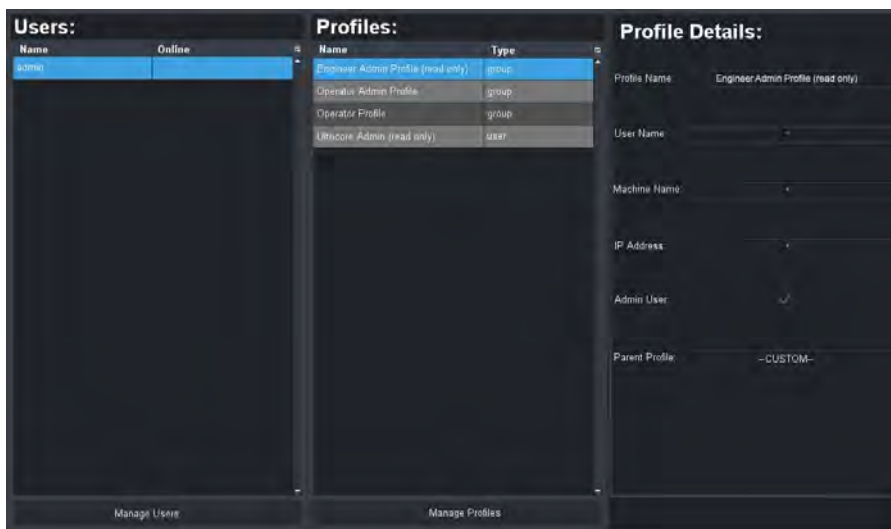 Users:
Name Online
admin
Manage Users
Profiles:
Name Type
Engineer Admin Profile (read only) group
Operator Admin Profile group
Operator Profile group
Ultricore Admin (read only) user
Manage Profiles
Profile Details:
Profile Name: Engineer Admin Profile (read only)
User Name: *
Machine Name: *
IP Address: *
Admin User:
Parent Profile: --CUSTOM--